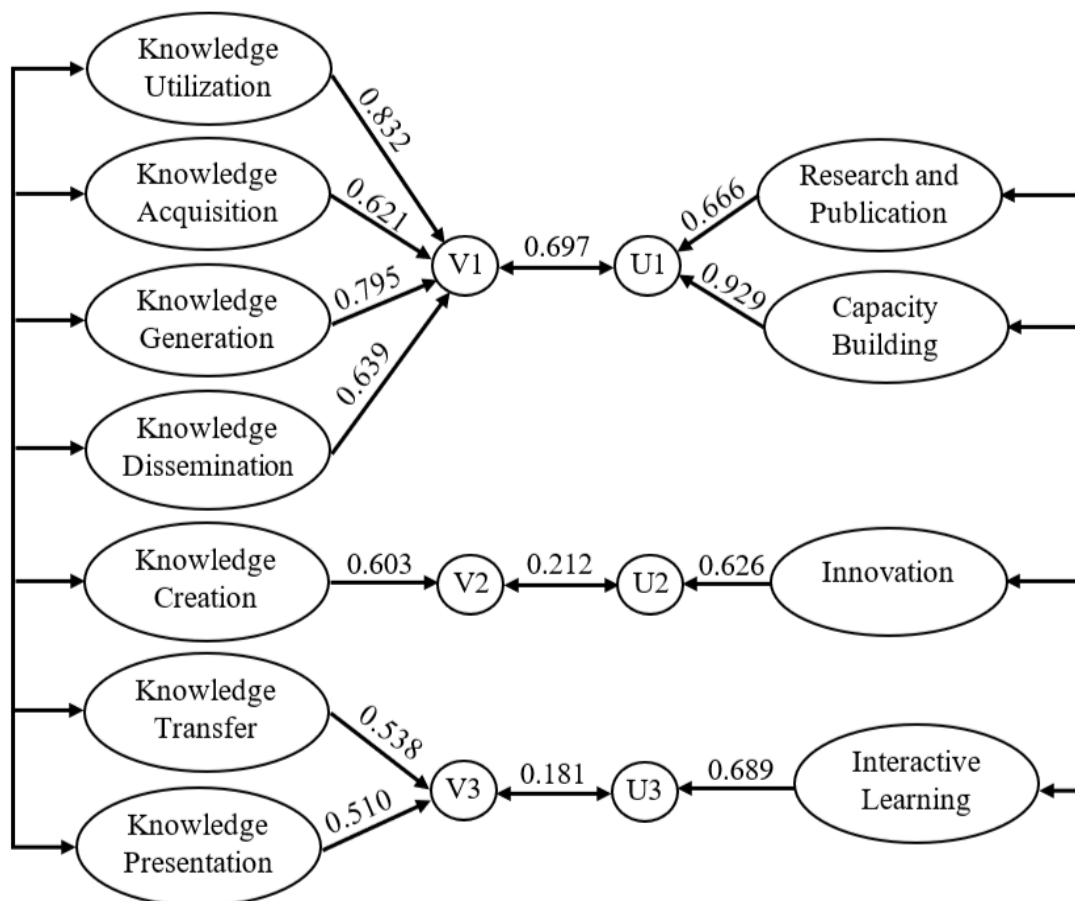 Knowledge
Utilization
0.832
Knowledge
Acquisition
0.621
Knowledge
Generation
0.795
Knowledge
Dissemination
0.639
V1
0.697
U1
0.666
Research and
Publication
0.929
Capacity
Building
Knowledge
Creation
0.603
V2
0.212
U2
0.626
Innovation
Knowledge
Transfer
0.538
Knowledge
Presentation
0.510
V3
0.181
U3
0.689
Interactive
Learning